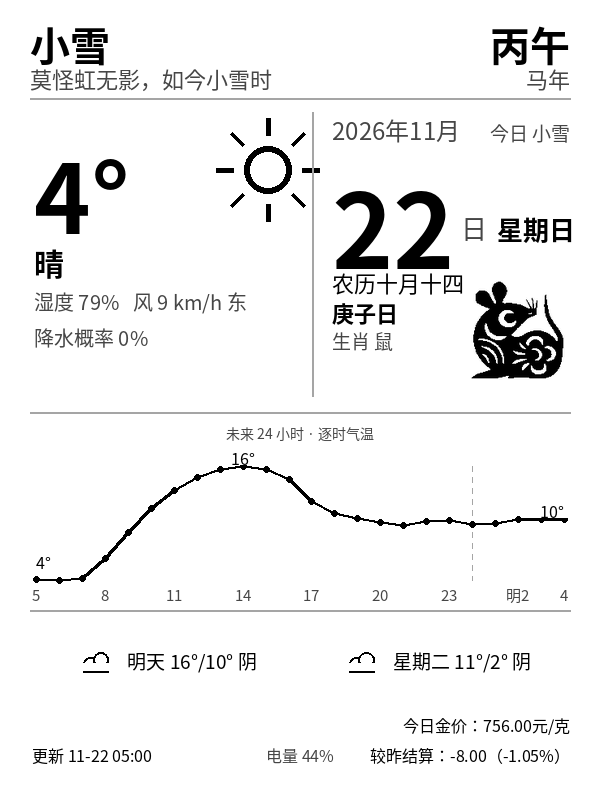 小雪
丙午
莫怪虹无影，如今小雪时
马年
2026年11月
今日 小雪
4°
22 日 星期日
晴
农历十月十四
湿度 79% 风 9 km/h 东
庚子日
降水概率 0%
生肖 鼠
未来 24 小时 · 逐时气温
16°
10°
4°
5 8 11 14 17 20 23 明2 4
明天 16°/10° 阴
星期二 11°/2° 阴
今日金价：756.00元/克
更新 11-22 05:00
电量 44%
较昨结算：-8.00（-1.05%）